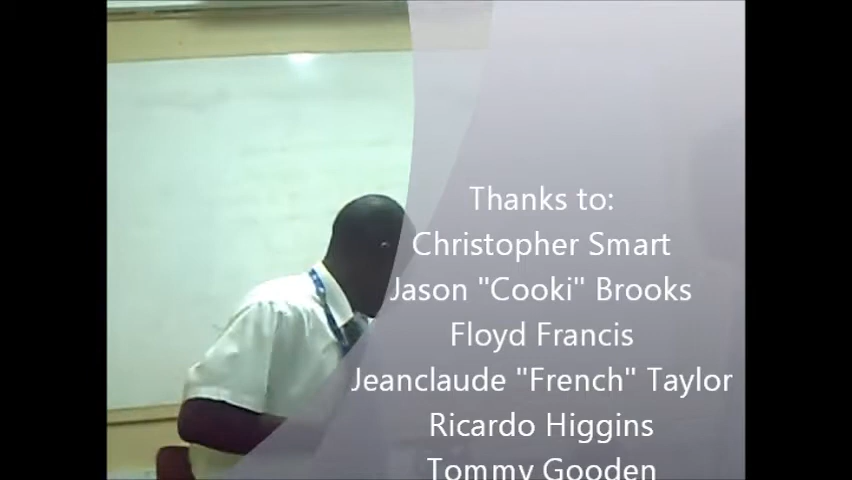 Thanks to:
Christopher Smart
Jason "Cooki" Brooks
Floyd Francis
Jeanclaude "French" Taylor
Ricardo Higgins
Tommy Gooden